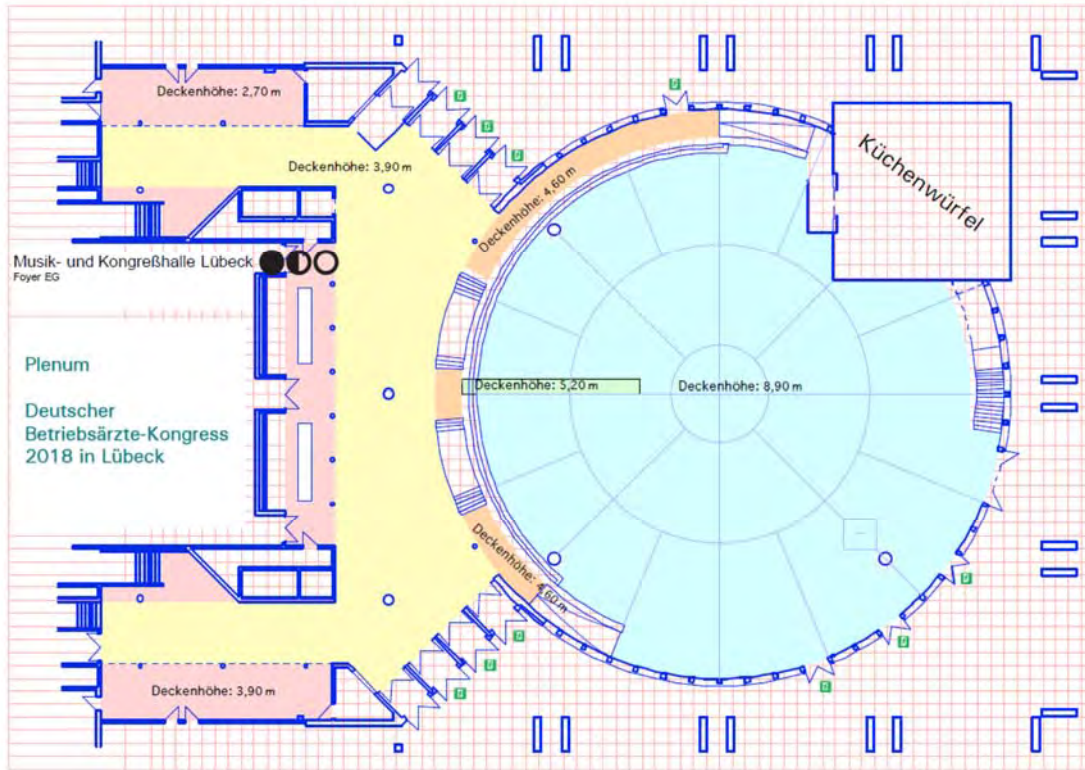 Deckenhöhe: 2,70 m
Deckenhöhe: 3,90 m
Deckenhöhe: 4,60 m
Küchenwürfel
Musik- und Kongreßhalle Lübeck
Foyer EG
Plenum
Deutscher
Betriebsärzte-Kongress
2018 in Lübeck
Deckenhöhe: 5,20 m
Deckenhöhe: 8,90 m
Deckenhöhe: 4,60 m
Deckenhöhe: 3,90 m